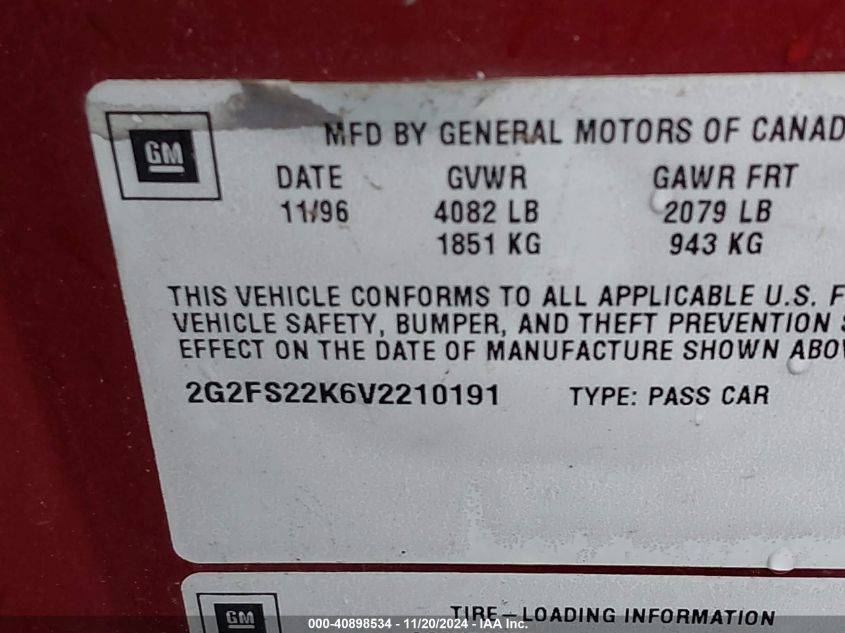 GM
MFD BY GENERAL MOTORS OF CANAD
DATE GVWR GAWR FRT
11/96 4082 LB 2079 LB
1851 KG 943 KG
THIS VEHICLE CONFORMS TO ALL APPLICABLE U.S. F
VEHICLE SAFETY, BUMPER, AND THEFT PREVENTION S
EFFECT ON THE DATE OF MANUFACTURE SHOWN ABOV
2G2FS22K6V2210191 TYPE: PASS CAR
GM
TIRE-LOADING INFORMATION
000-40898534 - 11/20/2024 - IAA Inc.